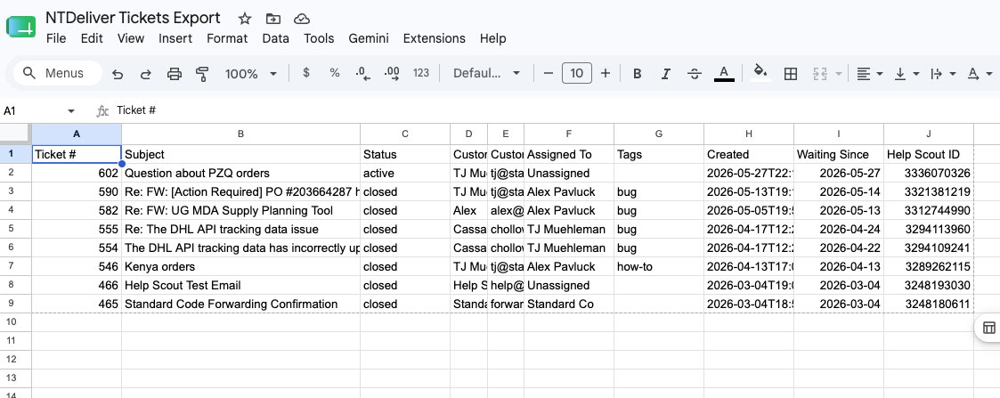 NTDeliver Tickets Export
File Edit View Insert Format Data Tools Gemini Extensions Help
Menus 100% $ % .0 .00 123 Defaul... 10 B I A A
A1 fx Ticket #
A B C D E F G H I J
1 Ticket # Subject Status Custor Custor Assigned To Tags Created Waiting Since Help Scout ID
2 602 Question about PZQ orders active TJ Mu tj@sta Unassigned 2026-05-27T22: 2026-05-27 3336070326
3 590 Re: FW: [Action Required] PO #203664287 h closed TJ Mu tj@sta Alex Pavluck bug 2026-05-13T19: 2026-05-14 3321381219
4 582 Re: FW: UG MDA Supply Planning Tool closed Alex alex@ Alex Pavluck bug 2026-05-05T19: 2026-05-13 3312744990
5 555 Re: The DHL API tracking data issue closed Cassa chollo TJ Muehleman bug 2026-04-17T12: 2026-04-24 3294113960
6 554 The DHL API tracking data has incorrectly up closed Cassa chollo TJ Muehleman bug 2026-04-17T12: 2026-04-22 3294109241
7 546 Kenya orders closed TJ Mu tj@sta Alex Pavluck how-to 2026-04-13T17: 2026-04-13 3289262115
8 466 Help Scout Test Email closed Help S help@ Unassigned 2026-03-04T19: 2026-03-04 3248193030
9 465 Standard Code Forwarding Confirmation closed Standa forwar Standard Co 2026-03-04T18: 2026-03-04 3248180611
10
11
12
13
14